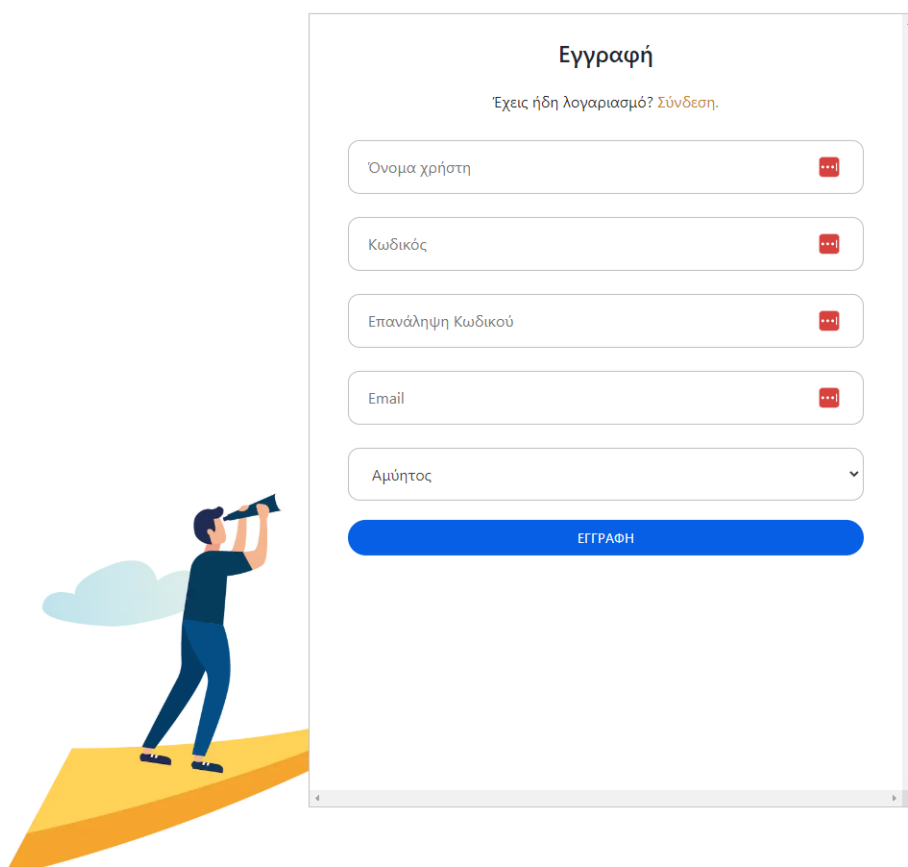 Εγγραφή
Έχεις ήδη λογαριασμό? Σύνδεση.
Όνομα χρήστη
Κωδικός
Επανάληψη Κωδικού
Email
Αμύητος
ΕΓΓΡΑΦΗ